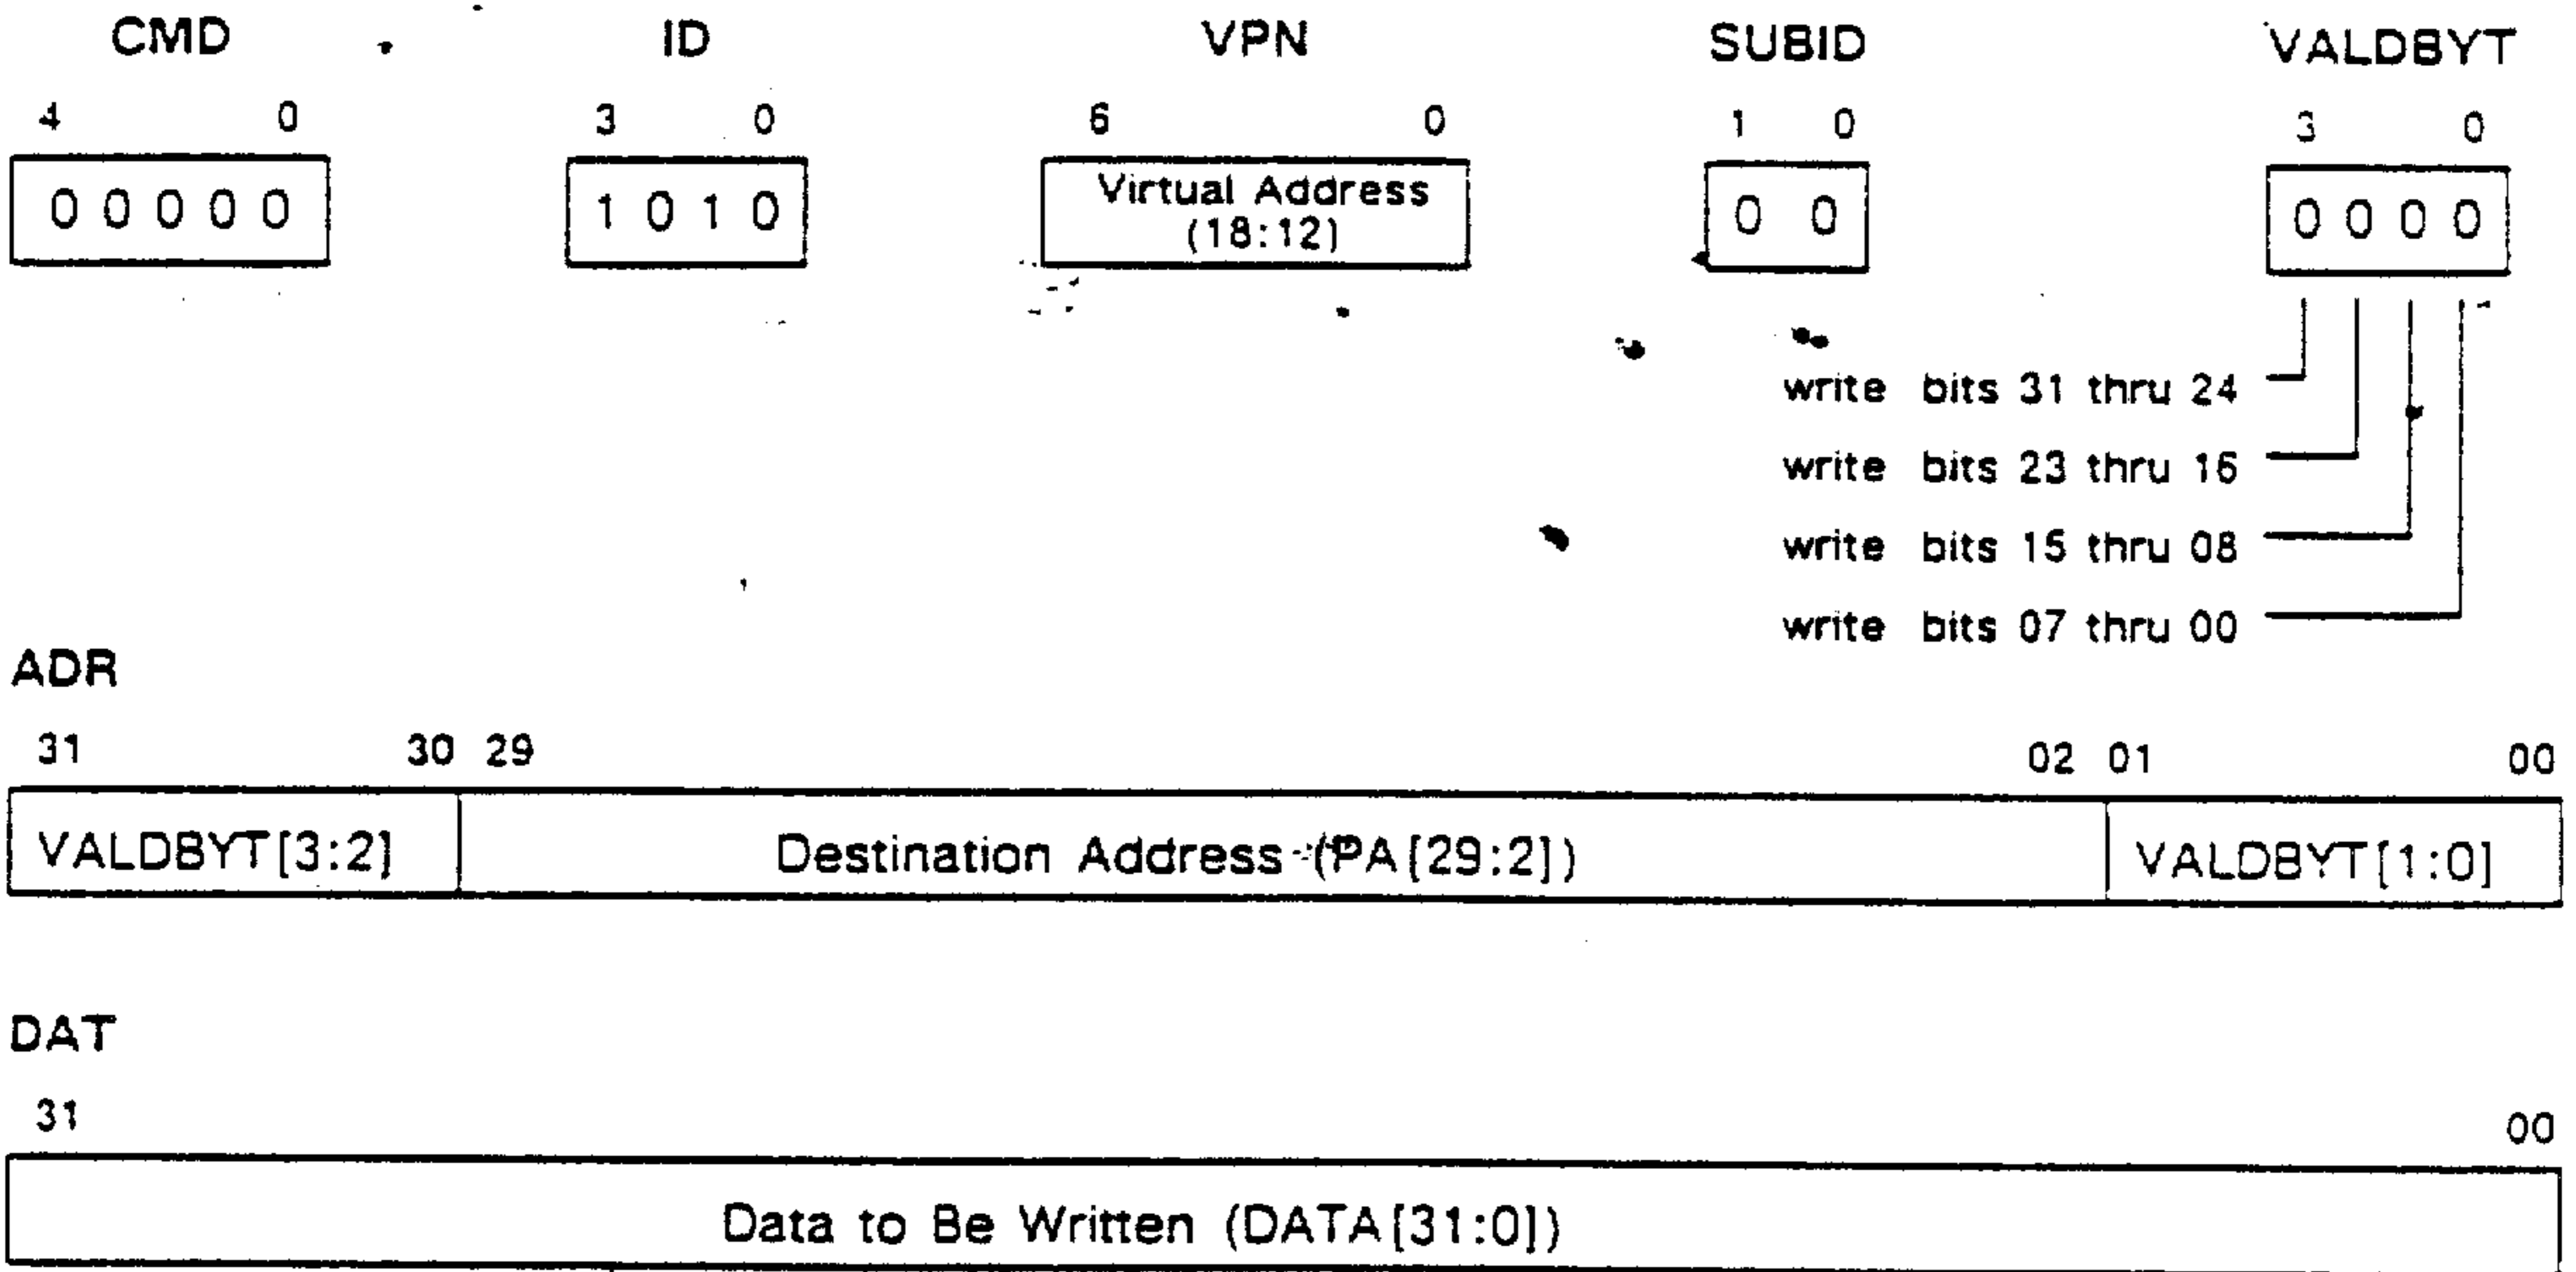 CMD ID VPN SUBID VALDBYT
4 0 3 0 6 0 1 0 3 0
0 0 0 0 0 1 0 1 0 Virtual Address 0 0 0 0 0 0
(18:12)
write bits 31 thru 24
write bits 23 thru 16
write bits 15 thru 08
write bits 07 thru 00
ADR
31 30 29 02 01 00
VALDBYT[3:2] Destination Address (PA[29:2]) VALDBYT[1:0]
DAT
31 00
Data to Be Written (DATA[31:0])